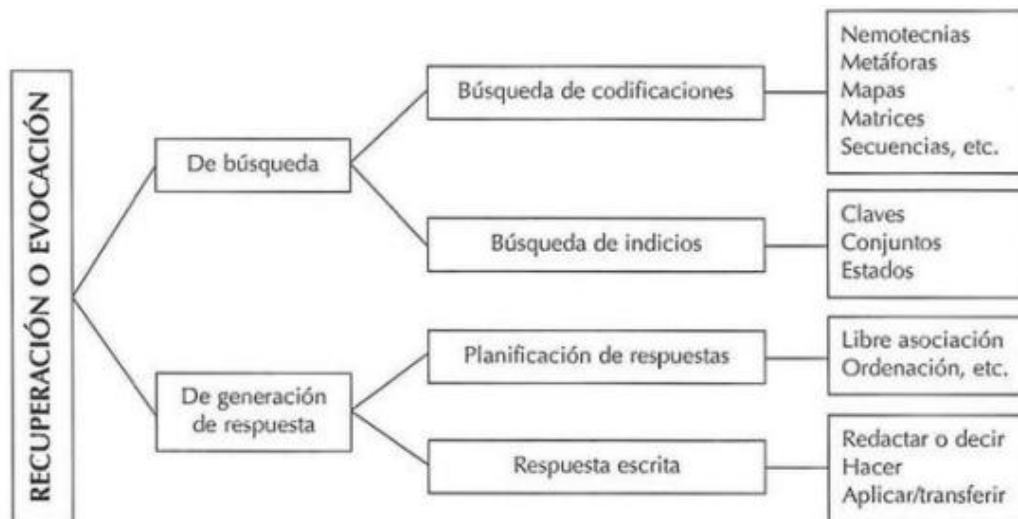 RECUPERACIÓN O EVOCACIÓN
De búsqueda
Búsqueda de codificaciones
Nemotecnias
Metáforas
Mapas
Matrices
Secuencias, etc.
Búsqueda de indicios
Claves
Conjuntos
Estados
De generación
de respuesta
Planificación de respuestas
Libre asociación
Ordenación, etc.
Respuesta escrita
Redactar o decir
Hacer
Aplicar/transferir